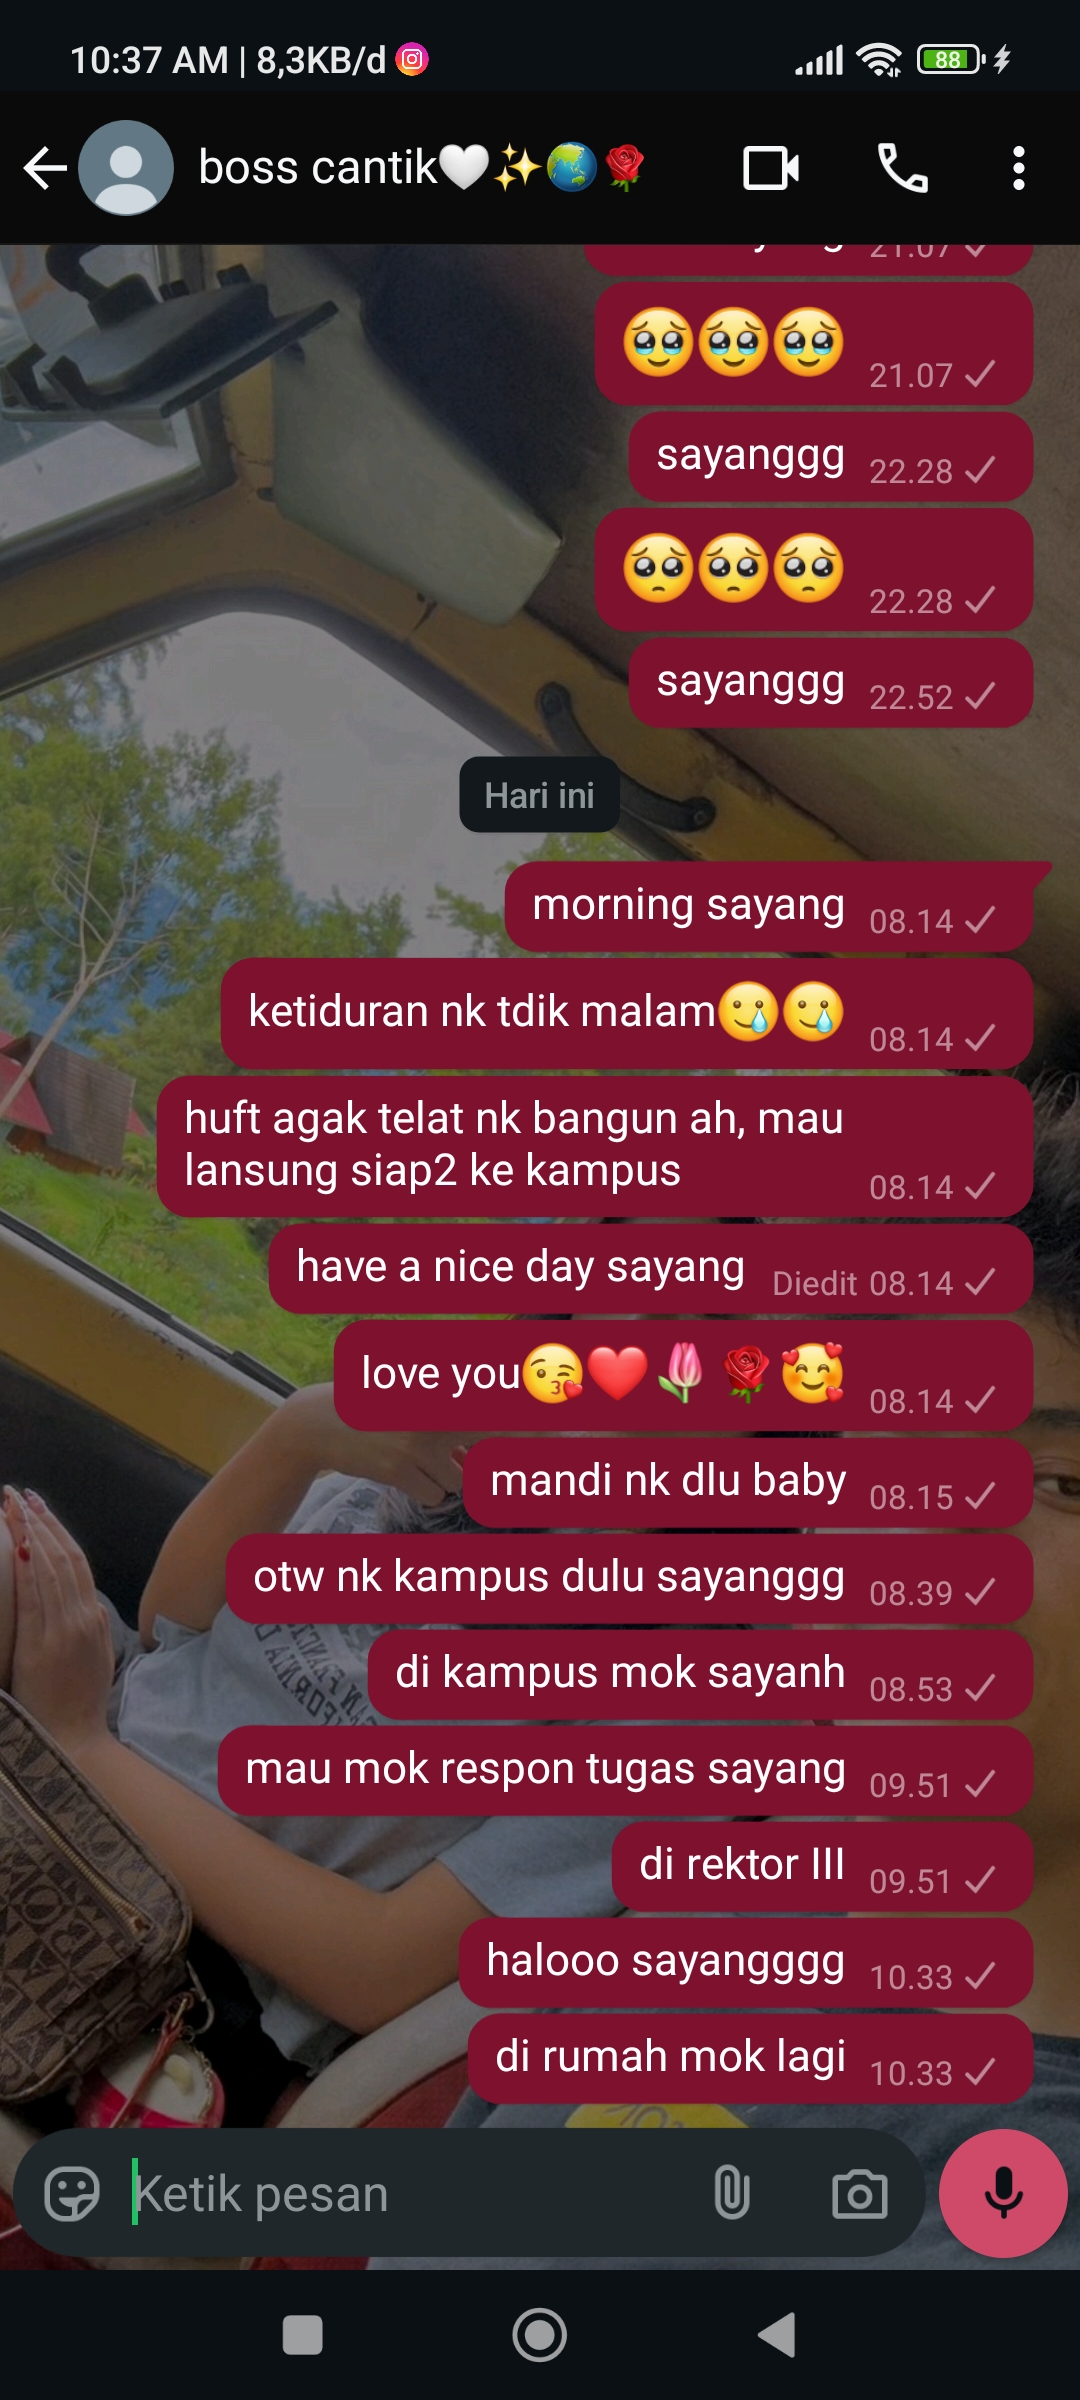 10:37 AM | 8,3KB/d
88
boss cantik🤍✨🌏🌹
21.07
🥹🥹🥹 21.07
sayanggg 22.28
🥺🥺🥺 22.28
sayanggg 22.52
Hari ini
morning sayang 08.14
ketiduran nk tdik malam🥲🥲 08.14
huft agak telat nk bangun ah, mau
lansung siap2 ke kampus 08.14
have a nice day sayang Diedit 08.14
love you😘❤️🌷🌹🥰 08.14
mandi nk dlu baby 08.15
otw nk kampus dulu sayanggg 08.39
di kampus mok sayanh 08.53
mau mok respon tugas sayang 09.51
di rektor III 09.51
halooo sayangggg 10.33
di rumah mok lagi 10.33
Ketik pesan